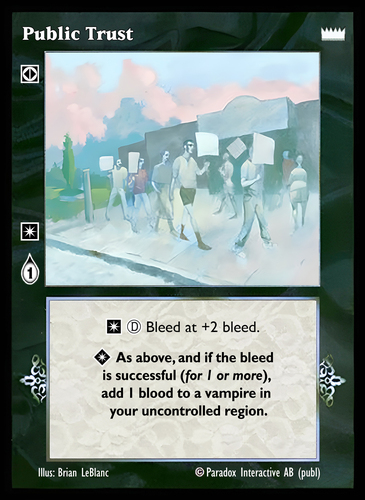 Public Trust
1
D Bleed at +2 bleed.
As above, and if the bleed
is successful (for 1 or more),
add 1 blood to a vampire in
your uncontrolled region.
Illus: Brian LeBlanc © Paradox Interactive AB (publ)